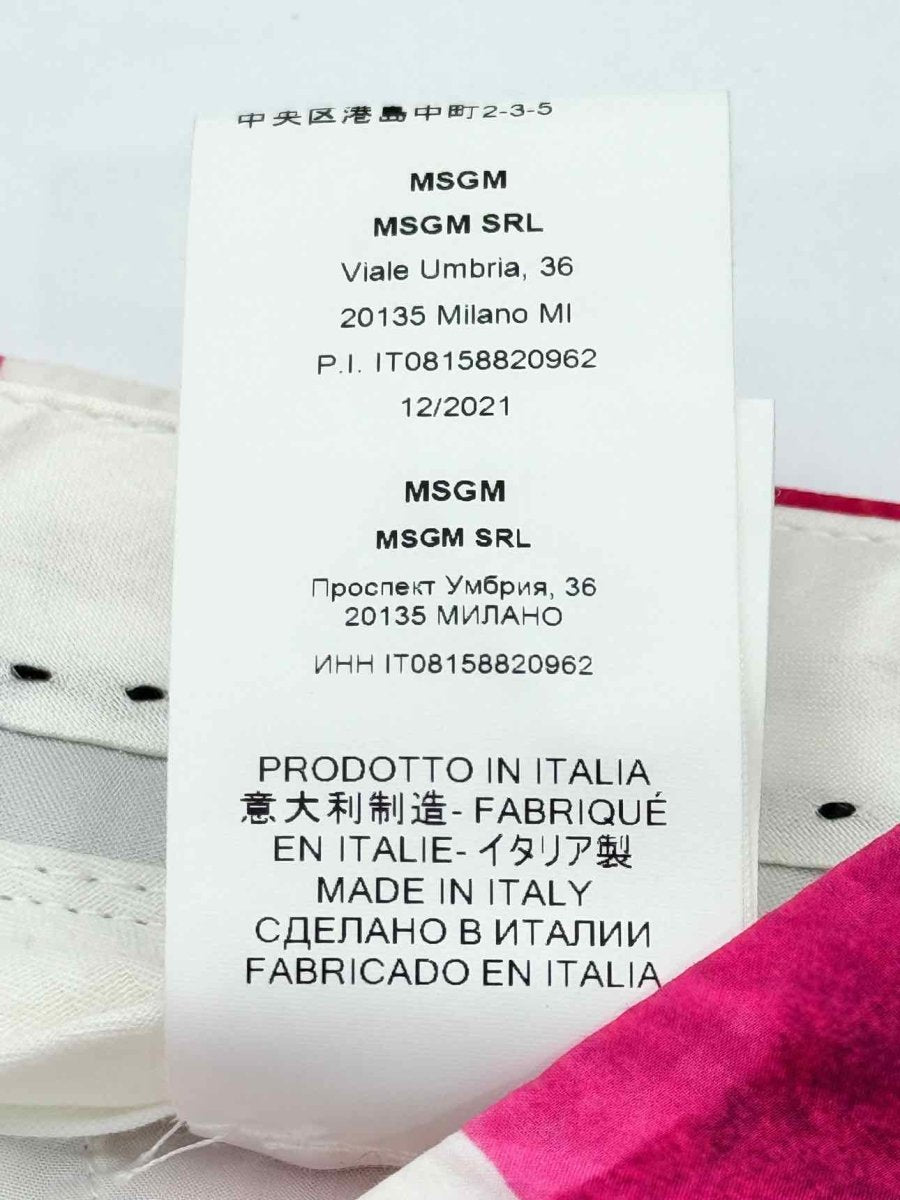 中央区港島中町2-3-5
MSGM
MSGM SRL
Viale Umbria, 36
20135 Milano MI
P.I. IT08158820962
12/2021
MSGM
MSGM SRL
Проспект Умбрия, 36
20135 МИЛАНО
ИНН IT08158820962
PRODOTTO IN ITALIA
意大利制造- FABRIQUÉ
EN ITALIE- イタリア製
MADE IN ITALY
СДЕЛАНО В ИТАЛИИ
FABRICADO EN ITALIA